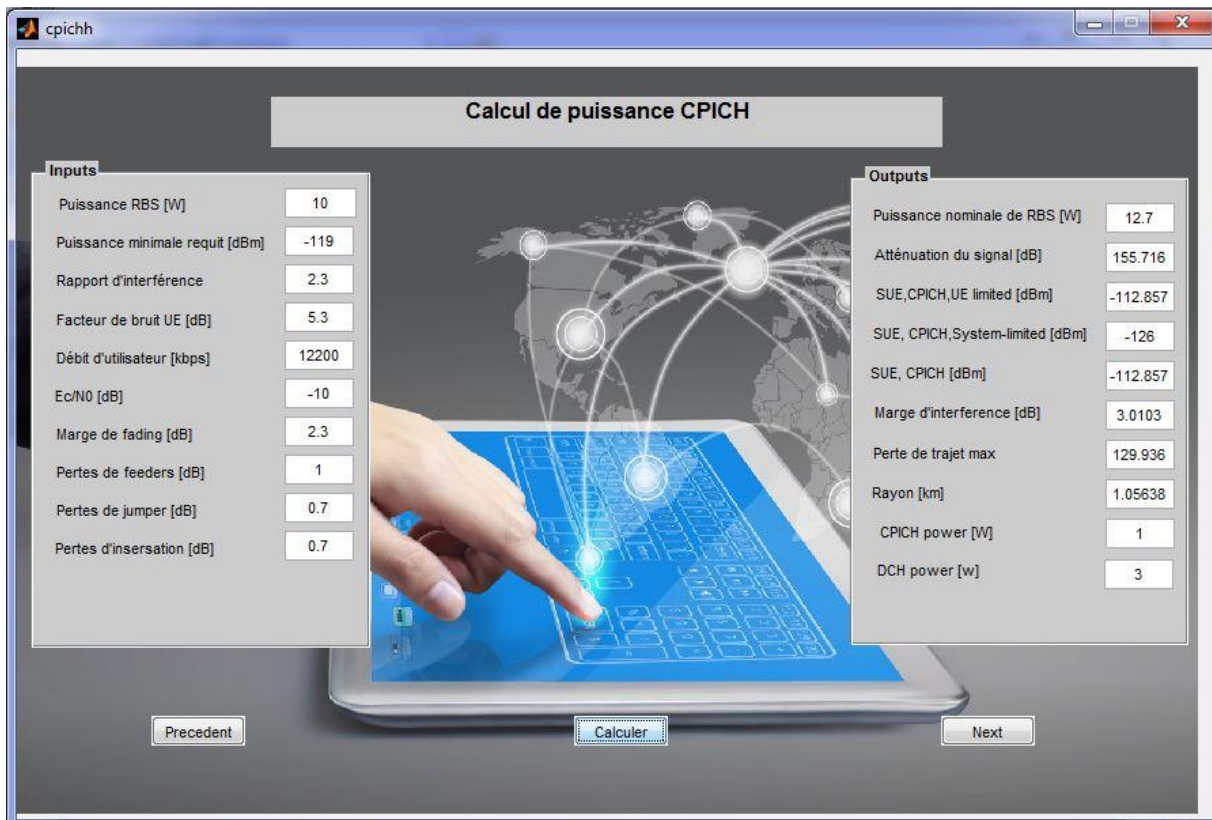 cpichh
Calcul de puissance CPICH
Inputs
Puissance RBS [W] 10
Puissance minimale requit [dBm] -119
Rapport d'interférence 2.3
Facteur de bruit UE [dB] 5.3
Débit d'utilisateur [kbps] 12200
Ec/N0 [dB] -10
Marge de fading [dB] 2.3
Pertes de feeders [dB] 1
Pertes de jumper [dB] 0.7
Pertes d'insersation [dB] 0.7
Outputs
Puissance nominale de RBS [W] 12.7
Atténuation du signal [dB] 155.716
SUE,CPICH,UE limited [dBm] -112.857
SUE, CPICH,System-limited [dBm] -126
SUE, CPICH [dBm] -112.857
Marge d'interference [dB] 3.0103
Perte de trajet max 129.936
Rayon [km] 1.05638
CPICH power [W] 1
DCH power [w] 3
Precedent
Calculer
Next